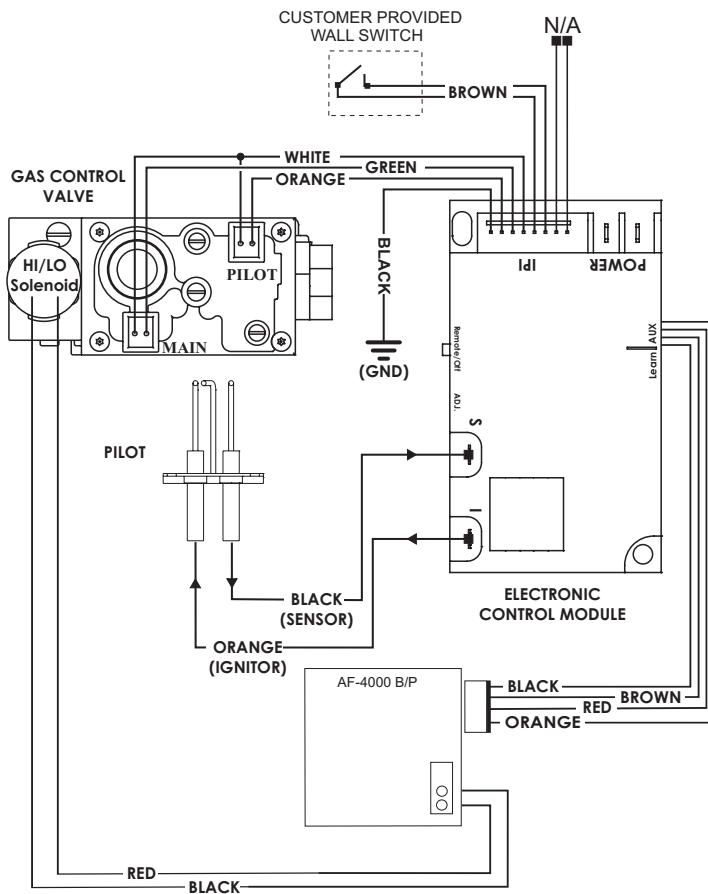 CUSTOMER PROVIDED
WALL SWITCH
N/A
BROWN
WHITE
GREEN
ORANGE
GAS CONTROL
VALVE
HI/LO
Solenoid
PILOT
MAIN
BLACK
(GND)
IPI
POWER
Remote/Off
ADJ.
Learn
AUX
S
I
PILOT
BLACK
(SENSOR)
ORANGE
(IGNITOR)
ELECTRONIC
CONTROL MODULE
AF-4000 B/P
BLACK
BROWN
RED
ORANGE
RED
BLACK